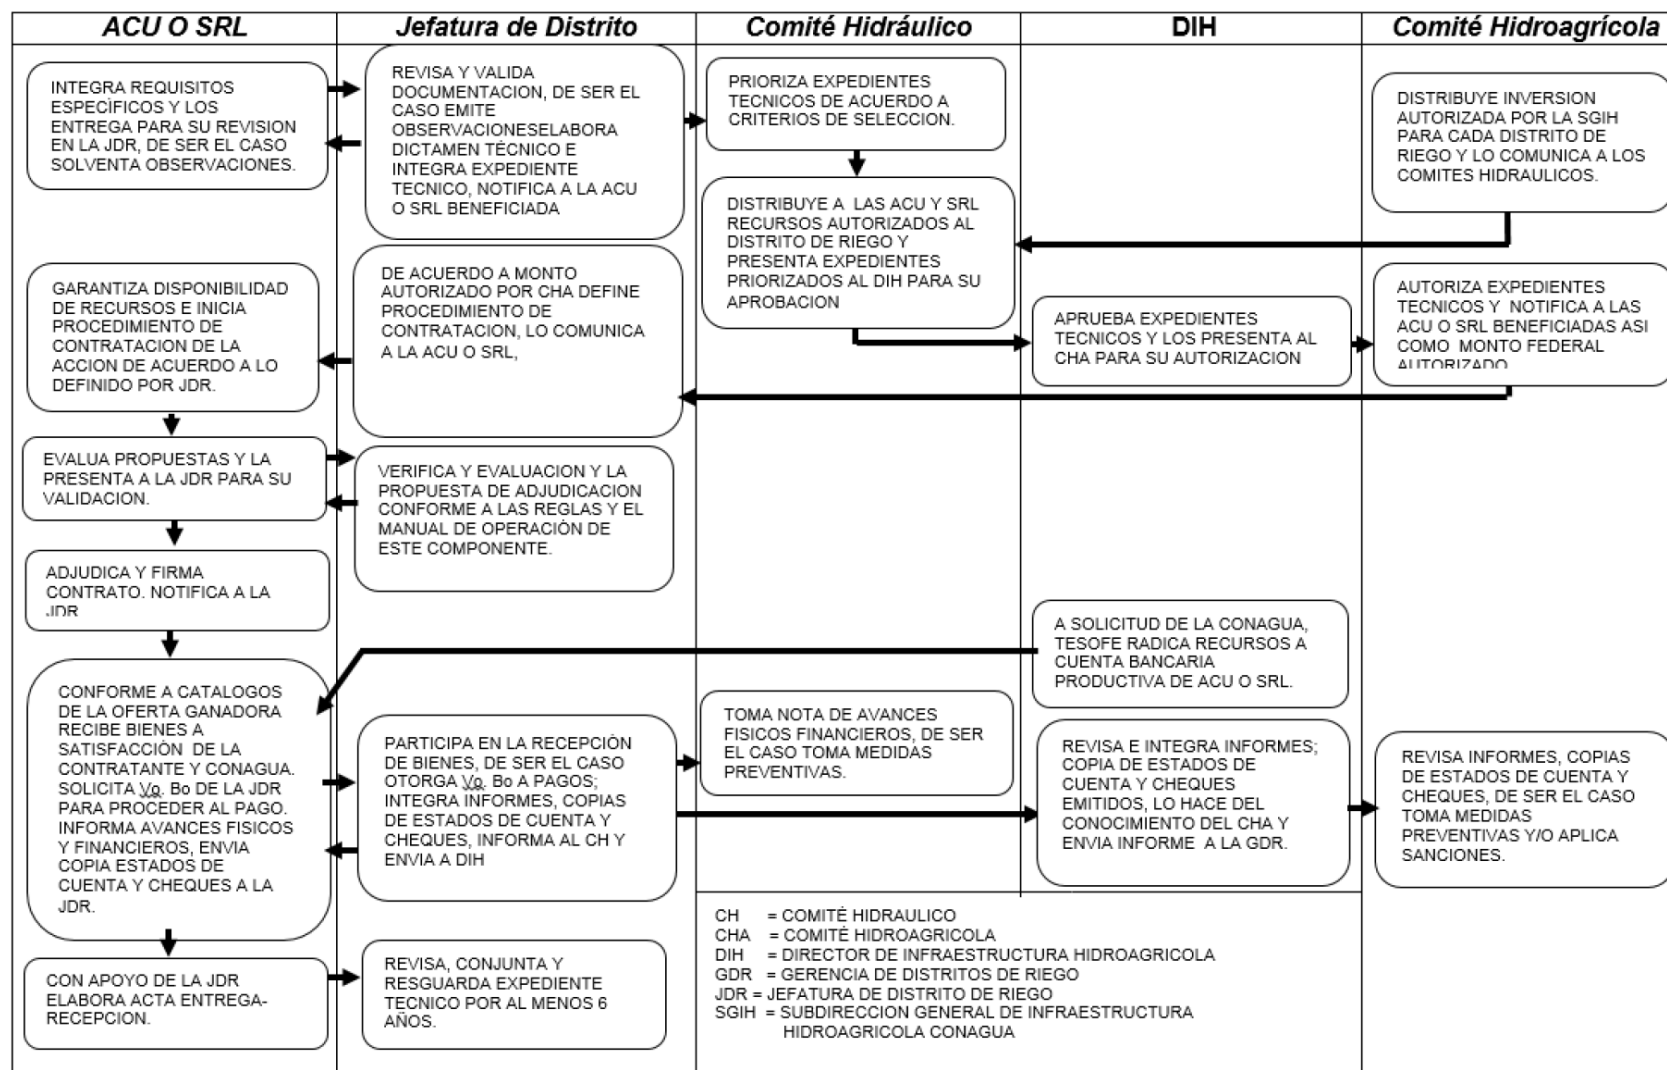 ACU O SRL
Jefatura de Distrito
Comité Hidráulico
DIH
Comité Hidroagrícola
INTEGRA REQUISITOS
ESPECÍFICOS Y LOS
ENTREGA PARA SU REVISION
EN LA JDR, DE SER EL CASO
SOLVENTA OBSERVACIONES.
REVISA Y VALIDA
DOCUMENTACION, DE SER EL
CASO EMITE
OBSERVACIONESELABORA
DICTAMEN TÉCNICO E
INTEGRA EXPEDIENTE
TECNICO, NOTIFICA A LA ACU
O SRL BENEFICIADA
PRIORIZA EXPEDIENTES
TECNICOS DE ACUERDO A
CRITERIOS DE SELECCION.
DISTRIBUYE INVERSION
AUTORIZADA POR LA SGIH
PARA CADA DISTRITO DE
RIEGO Y LO COMUNICA A LOS
COMITES HIDRAULICOS.
DISTRIBUYE A LAS ACU Y SRL
RECURSOS AUTORIZADOS AL
DISTRITO DE RIEGO Y
PRESENTA EXPEDIENTES
PRIORIZADOS AL DIH PARA SU
APROBACION
GARANTIZA DISPONIBILIDAD
DE RECURSOS E INICIA
PROCEDIMIENTO DE
CONTRATACION DE LA
ACCION DE ACUERDO A LO
DEFINIDO POR JDR.
DE ACUERDO A MONTO
AUTORIZADO POR CHA DEFINE
PROCEDIMIENTO DE
CONTRATACION, LO COMUNICA
A LA ACU O SRL,
APRUEBA EXPEDIENTES
TECNICOS Y LOS PRESENTA AL
CHA PARA SU AUTORIZACION
AUTORIZA EXPEDIENTES
TECNICOS Y NOTIFICA A LAS
ACU O SRL BENEFICIADAS ASI
COMO MONTO FEDERAL
AUTORIZADO
EVALUA PROPUESTAS Y LA
PRESENTA A LA JDR PARA SU
VALIDACION.
VERIFICA Y EVALUACION Y LA
PROPUESTA DE ADJUDICACION
CONFORME A LAS REGLAS Y EL
MANUAL DE OPERACIÓN DE
ESTE COMPONENTE.
ADJUDICA Y FIRMA
CONTRATO. NOTIFICA A LA
JDR
A SOLICITUD DE LA CONAGUA,
TESOFE RADICA RECURSOS A
CUENTA BANCARIA
PRODUCTIVA DE ACU O SRL.
CONFORME A CATALOGOS
DE LA OFERTA GANADORA
RECIBE BIENES A
SATISFACCIÓN DE LA
CONTRATANTE Y CONAGUA.
SOLICITA Vo. Bo DE LA JDR
PARA PROCEDER AL PAGO.
INFORMA AVANCES FISICOS
Y FINANCIEROS, ENVIA
COPIA ESTADOS DE
CUENTA Y CHEQUES A LA
JDR.
PARTICIPA EN LA RECEPCIÓN
DE BIENES, DE SER EL CASO
OTORGA Vo. Bo A PAGOS;
INTEGRA INFORMES, COPIAS
DE ESTADOS DE CUENTA Y
CHEQUES, INFORMA AL CH Y
ENVIA A DIH
TOMA NOTA DE AVANCES
FISICOS FINANCIEROS, DE SER
EL CASO TOMA MEDIDAS
PREVENTIVAS.
REVISA E INTEGRA INFORMES;
COPIA DE ESTADOS DE
CUENTA Y CHEQUES
EMITIDOS, LO HACE DEL
CONOCIMIENTO DEL CHA Y
ENVIA INFORME A LA GDR.
REVISA INFORMES, COPIAS
DE ESTADOS DE CUENTA Y
CHEQUES, DE SER EL CASO
TOMA MEDIDAS
PREVENTIVAS Y/O APLICA
SANCIONES.
CON APOYO DE LA JDR
ELABORA ACTA ENTREGA-
RECEPCION.
REVISA, CONJUNTA Y
RESGUARDA EXPEDIENTE
TECNICO POR AL MENOS 6
AÑOS.
CH = COMITÉ HIDRAULICO
CHA = COMITÉ HIDROAGRICOLA
DIH = DIRECTOR DE INFRAESTRUCTURA HIDROAGRICOLA
GDR = GERENCIA DE DISTRITOS DE RIEGO
JDR = JEFATURA DE DISTRITO DE RIEGO
SGIH = SUBDIRECCION GENERAL DE INFRAESTRUCTURA
HIDROAGRICOLA CONAGUA